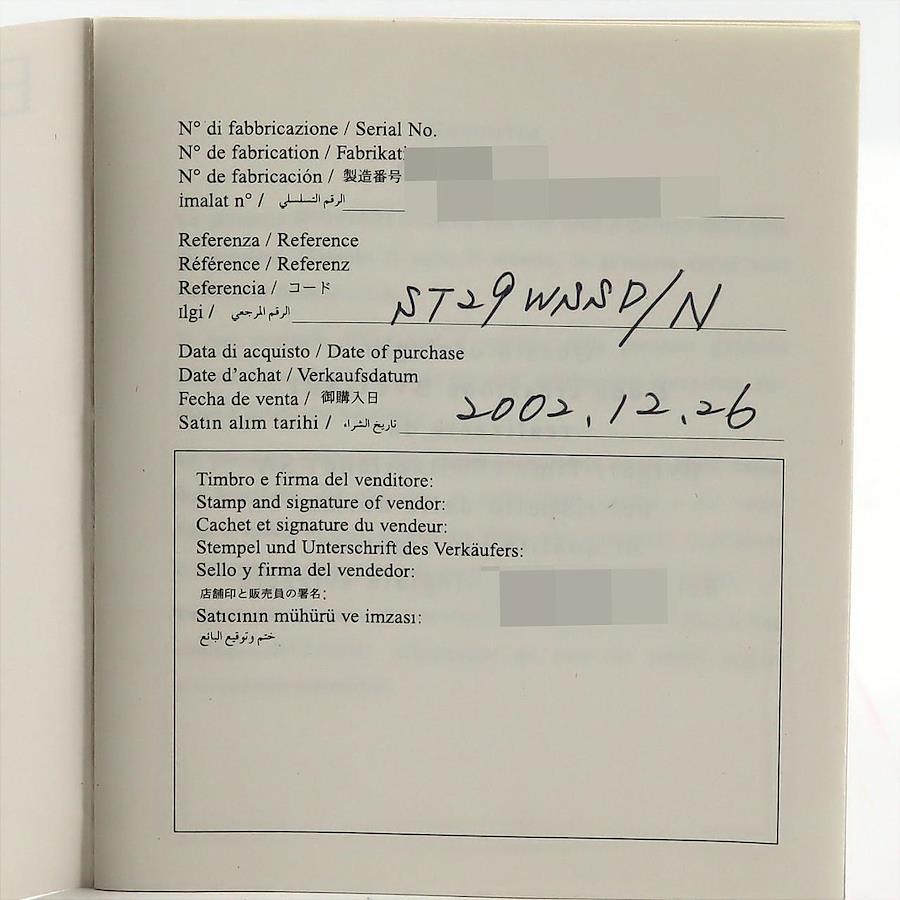 N° di fabbricazione / Serial No.
N° de fabrication /
N° de fabricación / 製造番号
imalat n° / الرقم التسلسلي
Referenza / Reference
Référence / Referenz
Referencia / コード
Ilgi / الرقم المرجعي ST29WSSD/N
Data di acquisto / Date of purchase
Date d'achat / Verkaufsdatum
Fecha de venta / 御購入日
Satın alım tarihi / تاريخ الشراء 2002.12.26
Timbro e firma del venditore:
Stamp and signature of vendor:
Cachet et signature du vendeur:
Stempel und Unterschrift des Verkäufers:
Sello y firma del vendedor:
店舗印と販売員の署名:
Satıcının mühürü ve imzası:
ختم وتوقيع البائع